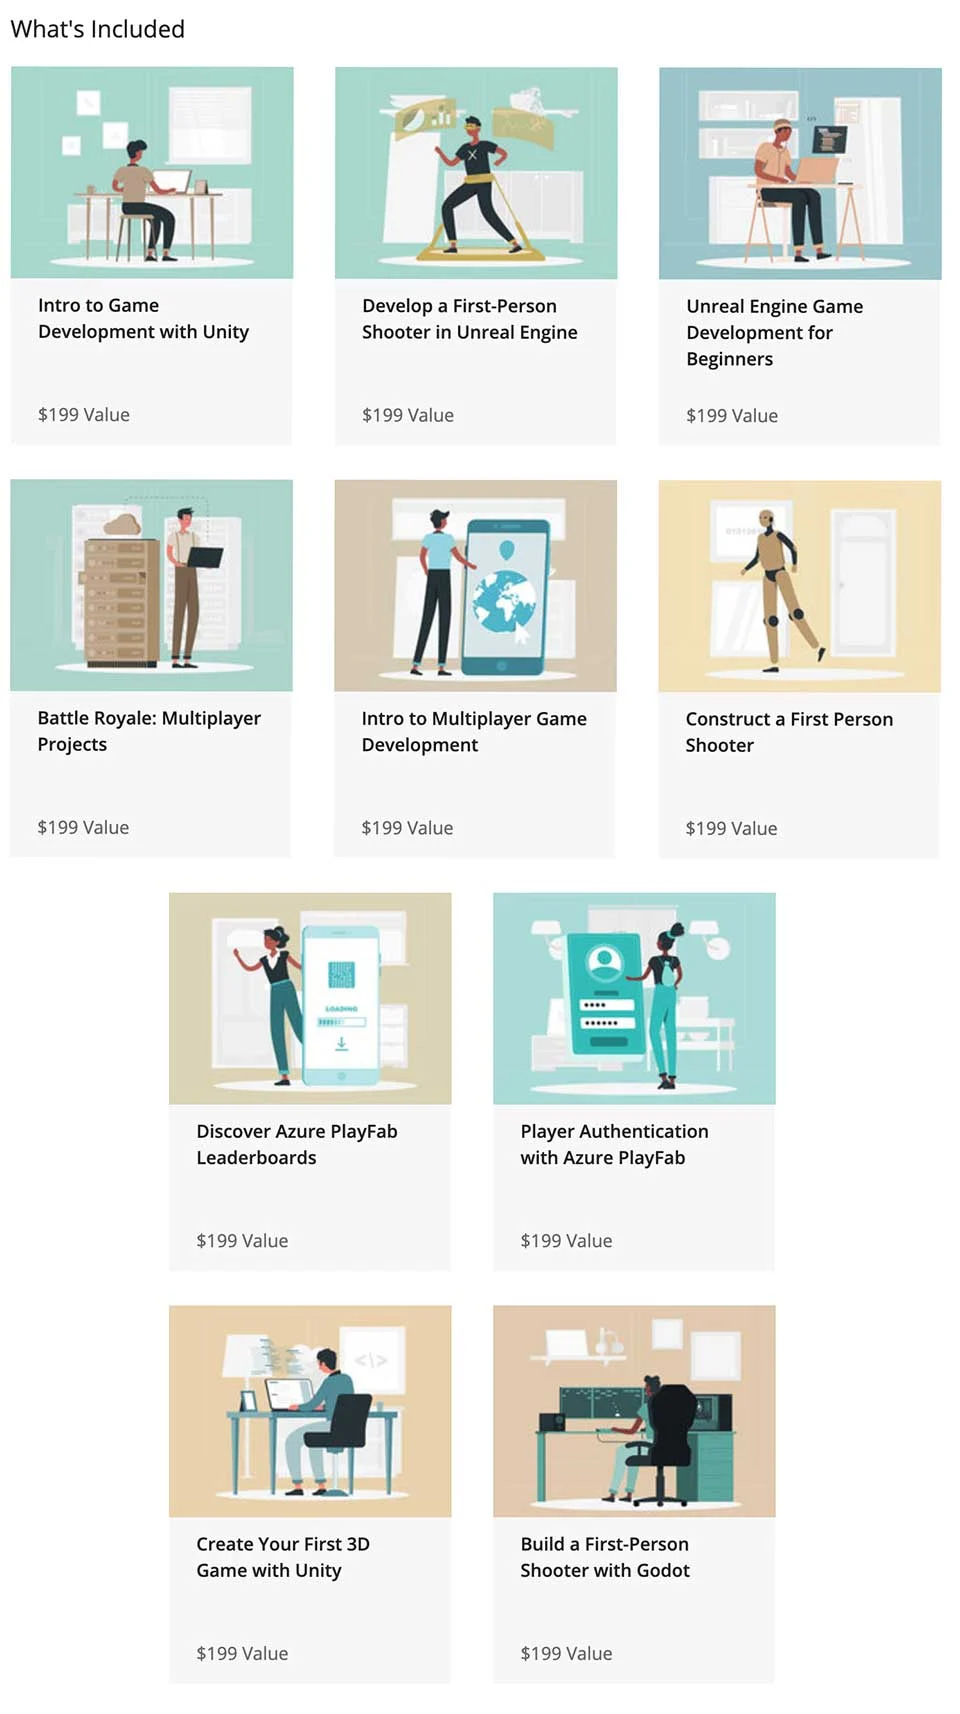 What's Included
Intro to Game
Development with Unity
$199 Value
Develop a First-Person
Shooter in Unreal Engine
$199 Value
Unreal Engine Game
Development for
Beginners
$199 Value
Battle Royale: Multiplayer
Projects
$199 Value
Intro to Multiplayer Game
Development
$199 Value
Construct a First Person
Shooter
$199 Value
LOADING
Discover Azure PlayFab
Leaderboards
$199 Value
Player Authentication
with Azure PlayFab
$199 Value
</>
Create Your First 3D
Game with Unity
$199 Value
Build a First-Person
Shooter with Godot
$199 Value